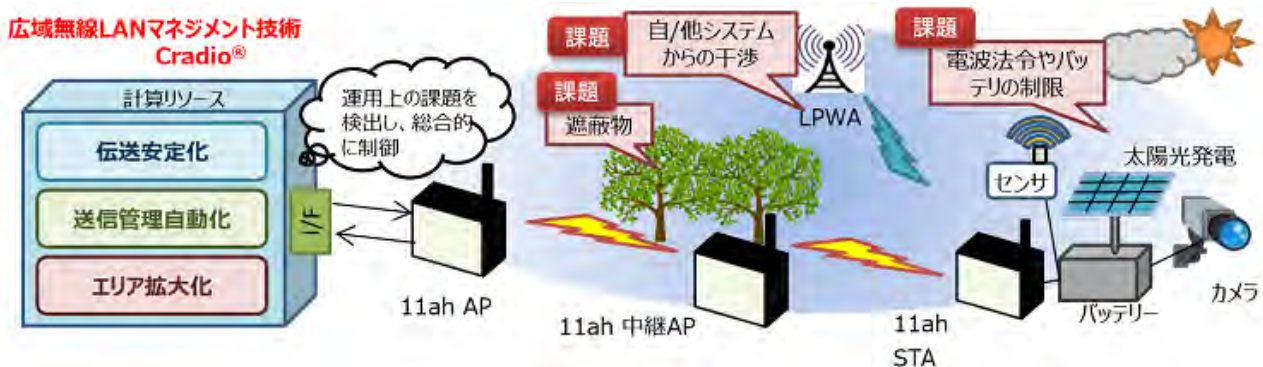 広域無線LANマネジメント技術
Cradio®
計算リソース
伝送安定化
送信管理自動化
エリア拡大化
I/F
運用上の課題を
検出し、総合的
に制御
11ah AP
課題
遮蔽物
課題
自/他システム
からの干渉
LPWA
11ah 中継AP
課題
電波法令やバッ
テリの制限
センサ
太陽光発電
11ah
STA
バッテリー
カメラ